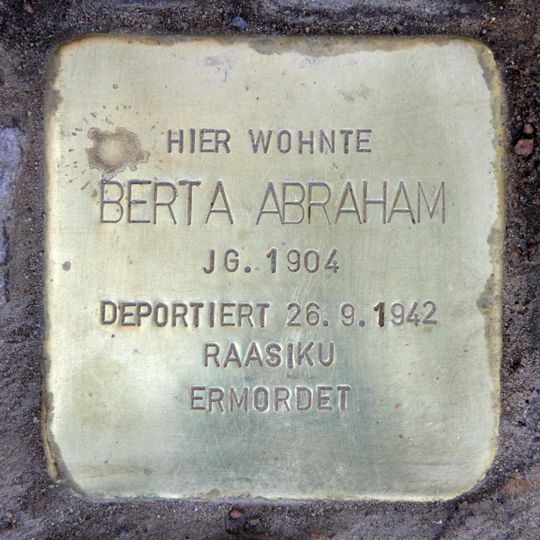 HIER WOHNTE
BERTA ABRAHAM
JG. 1904
DEPORTIERT 26.9.1942
RAASIKU
ERMORDET